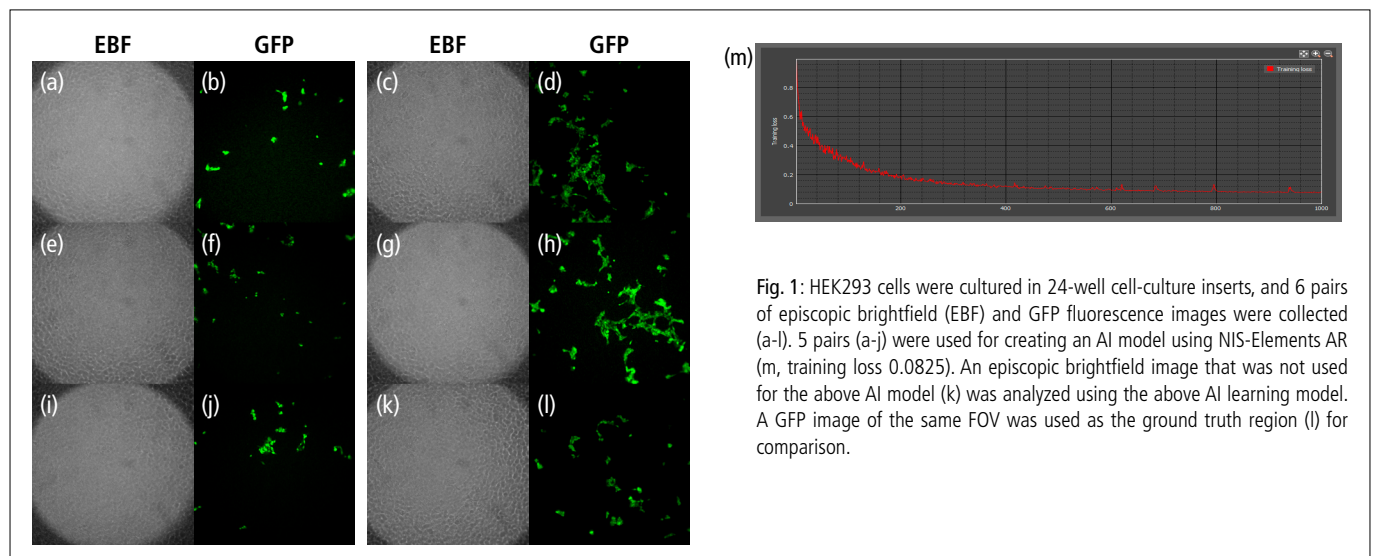 EBF GFP EBF GFP
(a) (b) (c) (d)
(e) (f) (g) (h)
(i) (j) (k) (l)
(m)
Training loss
Training loss
0.8
0.6
0.4
0.2
0
200 400 600 800 1000
Fig. 1: HEK293 cells were cultured in 24-well cell-culture inserts, and 6 pairs
of episcopic brightfield (EBF) and GFP fluorescence images were collected
(a-l). 5 pairs (a-j) were used for creating an AI model using NIS-Elements AR
(m, training loss 0.0825). An episcopic brightfield image that was not used
for the above AI model (k) was analyzed using the above AI learning model.
A GFP image of the same FOV was used as the ground truth region (l) for
comparison.